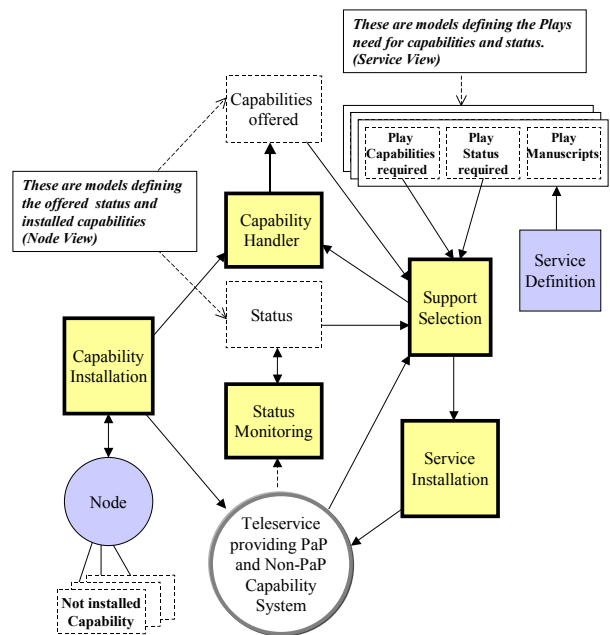 These are models defining the Plays
need for capabilities and status.
(Service View)
Capabilities
offered
Play
Capabilities
required
Play
Status
required
Play
Manuscripts
These are models defining
the offered  status and
installed capabilities
(Node View)
Capability
Handler
Service
Definition
Support
Selection
Status
Capability
Installation
Status
Monitoring
Service
Installation
Node
Teleservice
providing PaP
and Non-PaP
Capability
System
Not installed
Capability